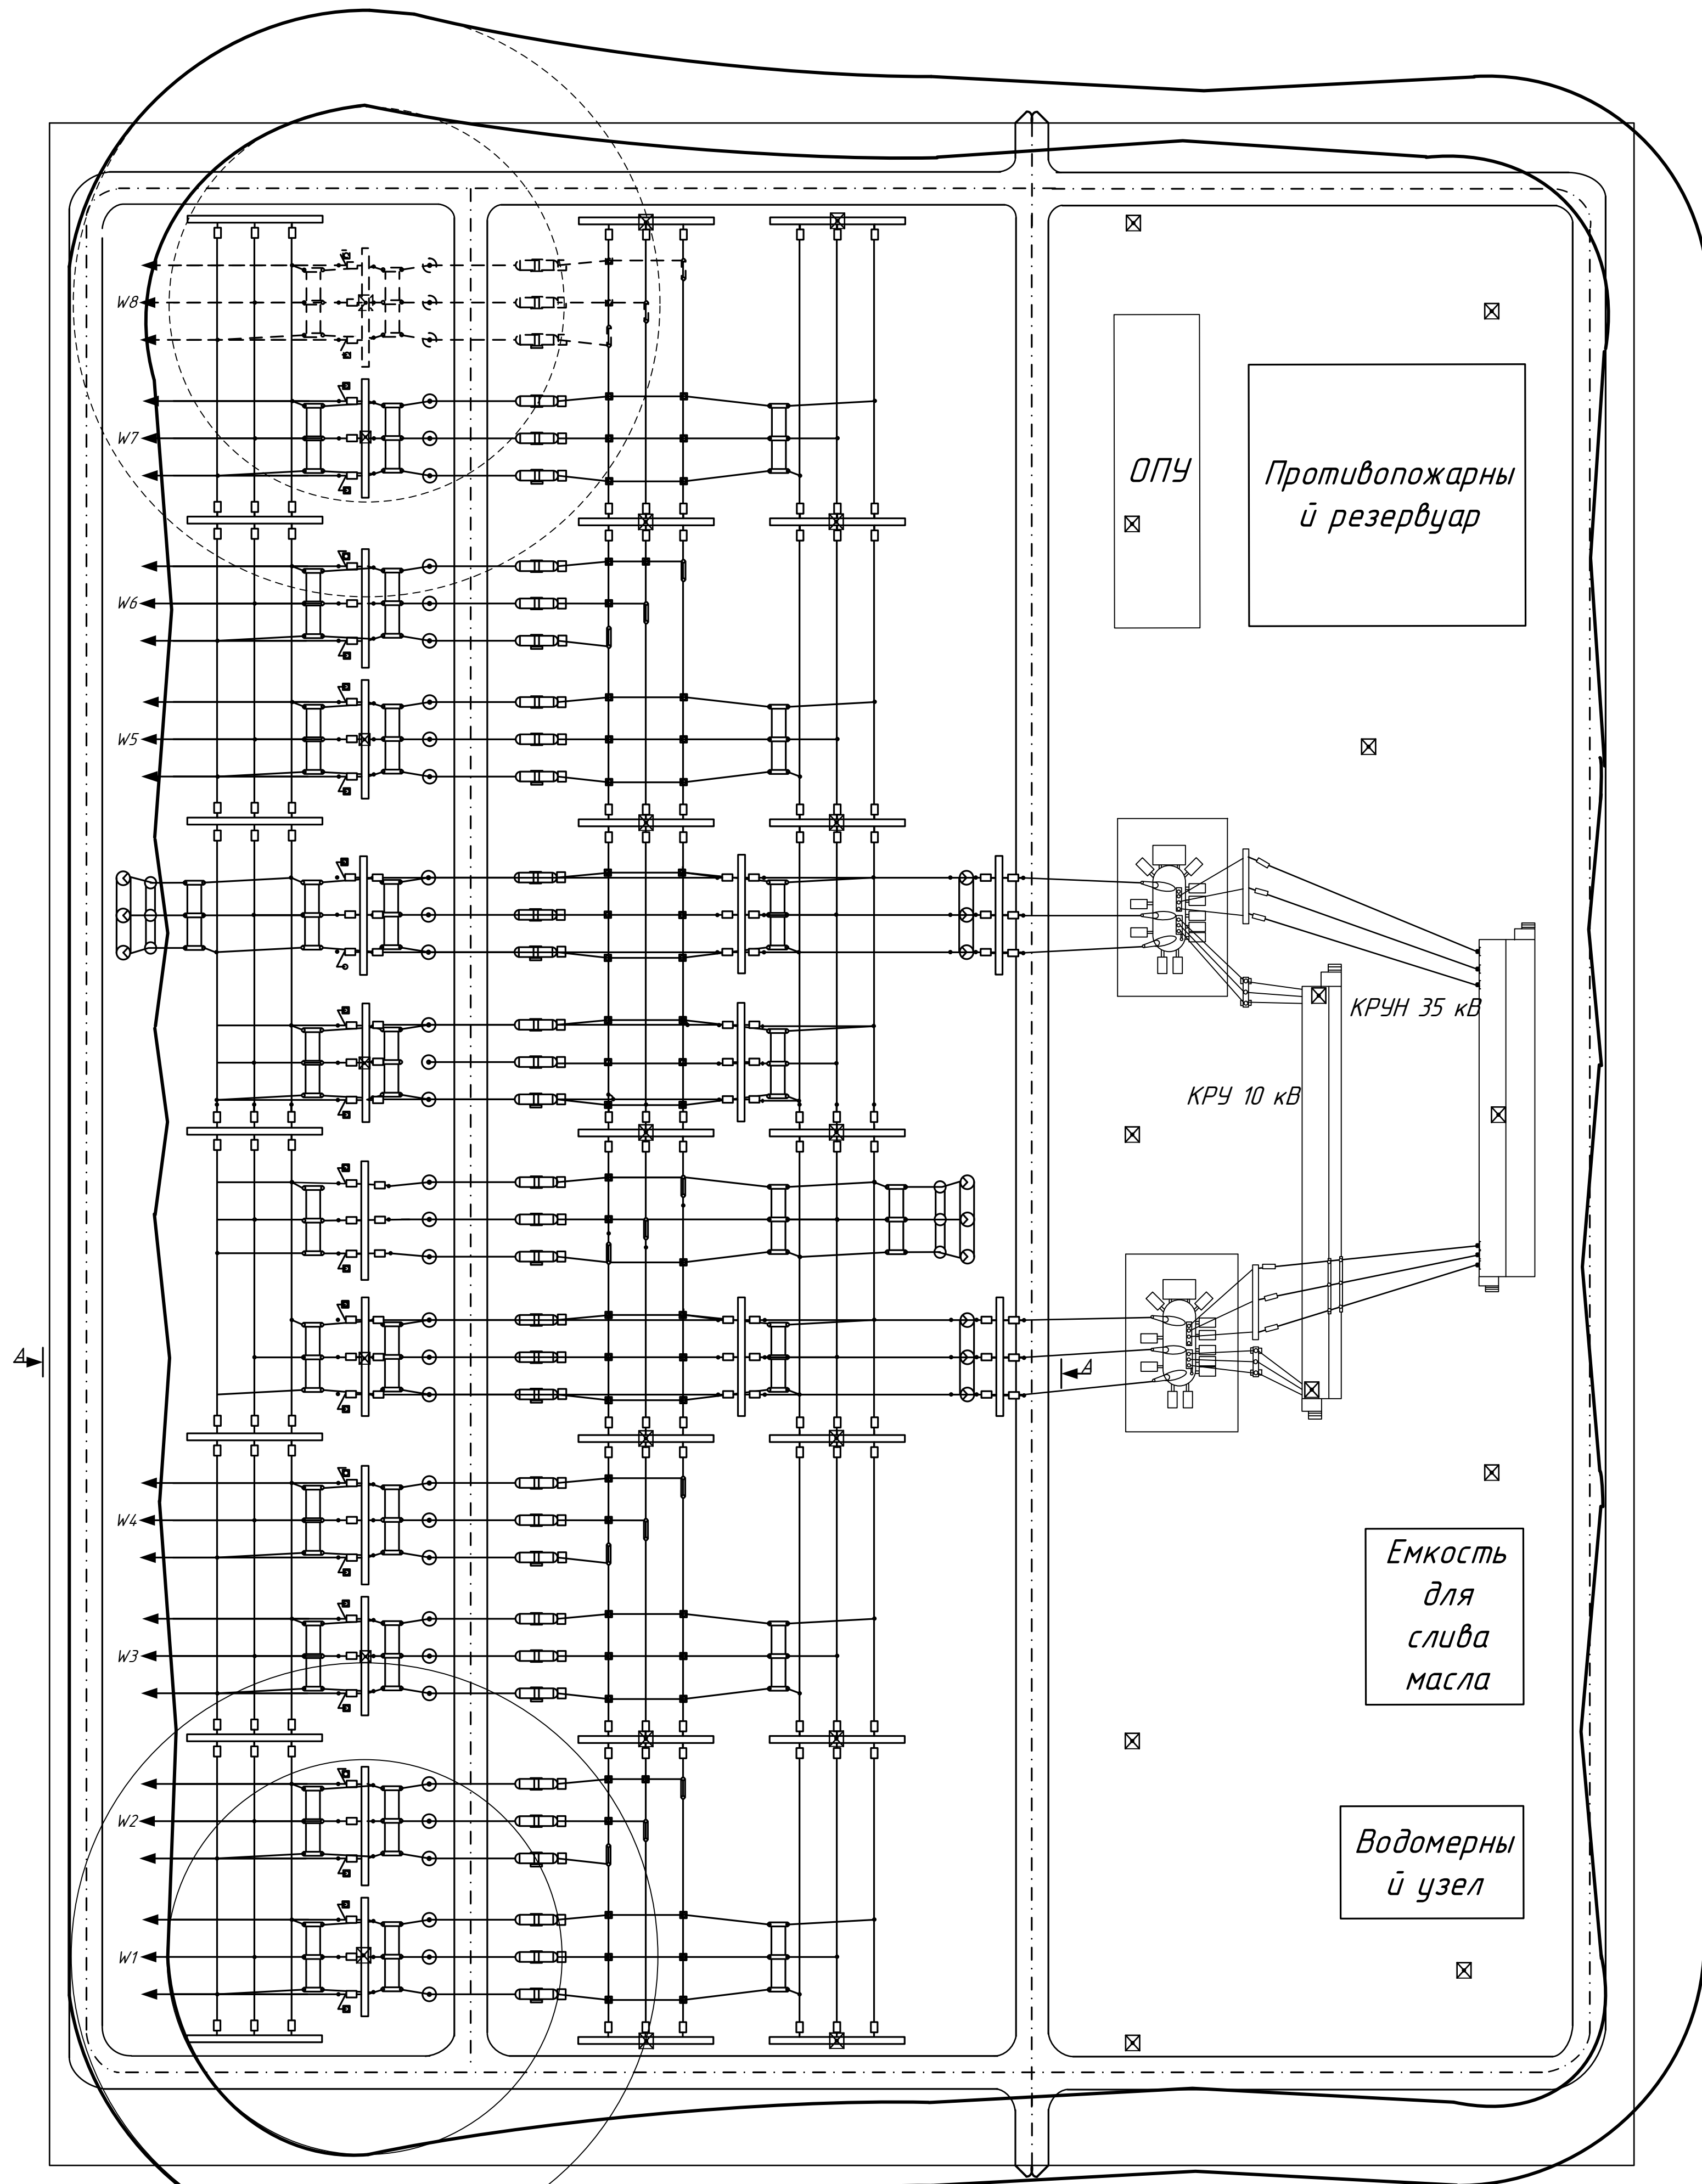 W8
W7
ОПУ
Противопожарны
й резервуар
W6
W5
КРУН 35 кВ
КРУ 10 кВ
А
А
W4
Емкость
для
слива
масла
W3
W2
Водомерны
й узел
W1